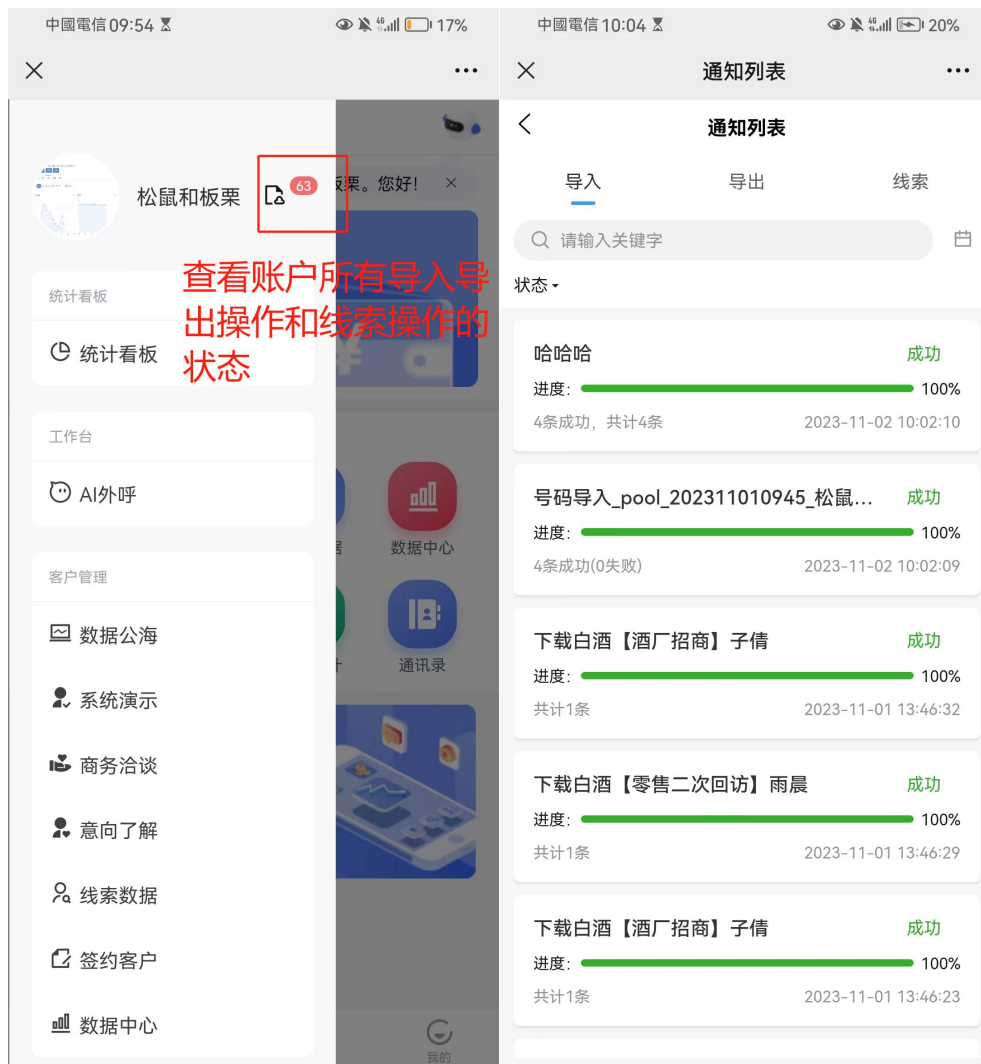 中國電信 09:54
46
17%
松鼠和板栗
63
板栗。您好!
查看账户所有导入导
出操作和线索操作的
状态
统计看板
统计看板
工作台
AI外呼
数据中心
客户管理
数据公海
通讯录
系统演示
商务洽谈
意向了解
线索数据
签约客户
数据中心
我的
中國電信 10:04
46
20%
通知列表
通知列表
导入 导出 线索
请输入关键字
状态
哈哈哈 成功
进度: 100%
4条成功，共计4条 2023-11-02 10:02:10
号码导入_pool_202311010945_松鼠... 成功
进度: 100%
4条成功(0失败) 2023-11-02 10:02:09
下载白酒【酒厂招商】子倩 成功
进度: 100%
共计1条 2023-11-01 13:46:32
下载白酒【零售二次回访】雨晨 成功
进度: 100%
共计1条 2023-11-01 13:46:29
下载白酒【酒厂招商】子倩 成功
进度: 100%
共计1条 2023-11-01 13:46:23